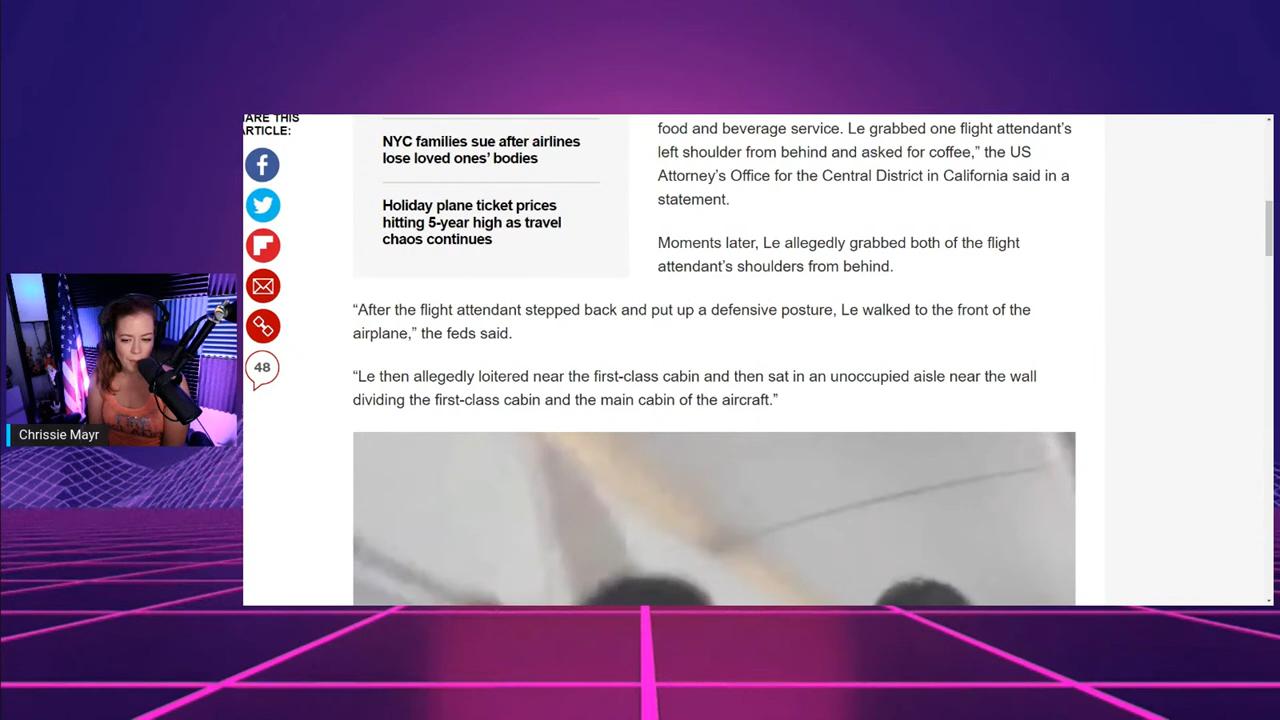 HARE THIS
ARTICLE:
48
NYC families sue after airlines
lose loved ones’ bodies
Holiday plane ticket prices
hitting 5-year high as travel
chaos continues
food and beverage service. Le grabbed one flight attendant’s
left shoulder from behind and asked for coffee,” the US
Attorney’s Office for the Central District in California said in a
statement.
Moments later, Le allegedly grabbed both of the flight
attendant’s shoulders from behind.
“After the flight attendant stepped back and put up a defensive posture, Le walked to the front of the
airplane,” the feds said.
“Le then allegedly loitered near the first-class cabin and then sat in an unoccupied aisle near the wall
dividing the first-class cabin and the main cabin of the aircraft.”
Chrissie Mayr